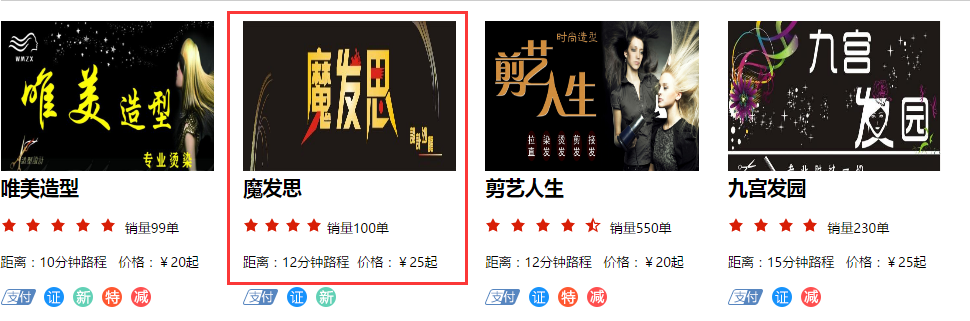 WMZX
唯美造型
专业烫染
唯美造型
销量99单
距离：10分钟路程 价格：￥20起
支付 证 新 特 减
魔发思
魔发思
销量100单
距离：12分钟路程 价格：￥25起
支付 证 新
时尚造型
剪艺人生
拉直 染发 烫发 剪发 接发
剪艺人生
销量550单
距离：12分钟路程 价格：￥20起
支付 证 特 减
九宫发园
九宫发园
销量230单
距离：15分钟路程 价格：￥25起
支付 证 减